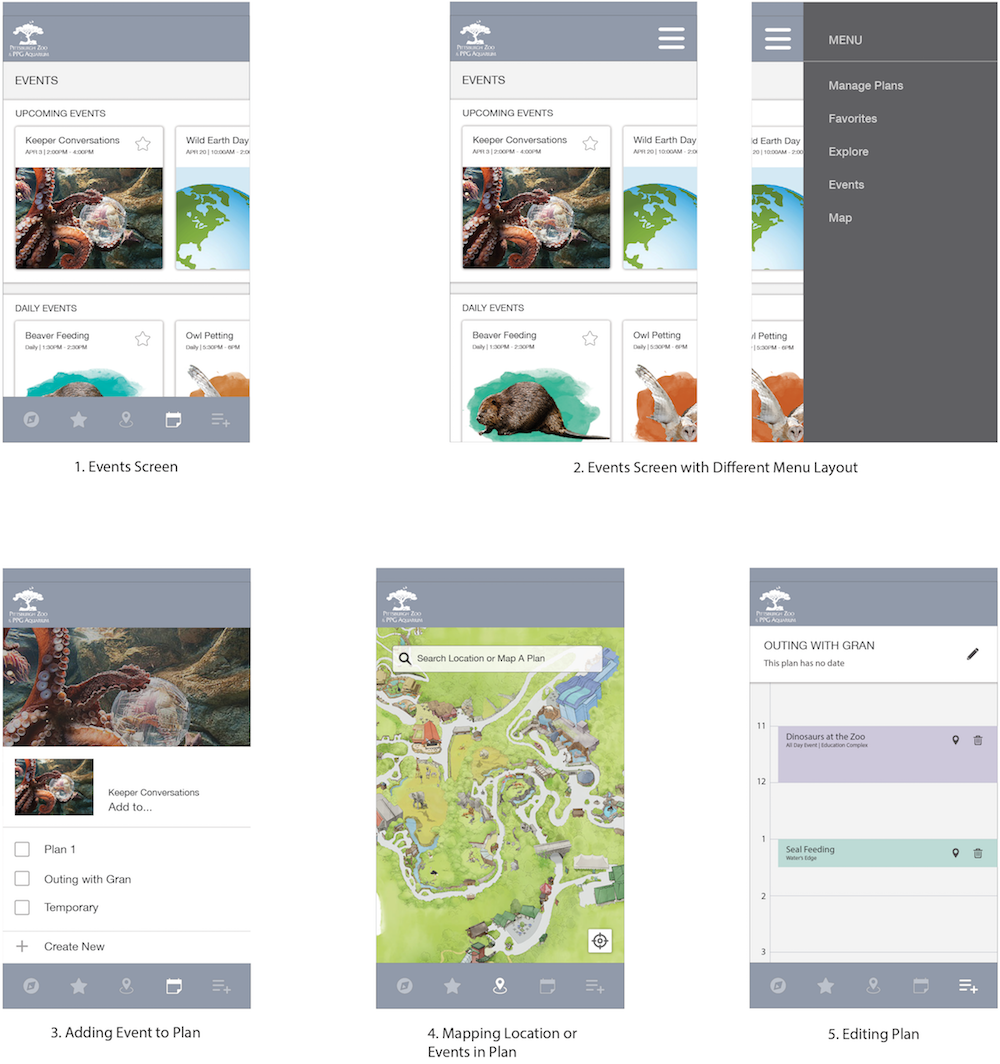 PITTSBURGH ZOO
& PPG AQUARIUM
EVENTS
UPCOMING EVENTS
Keeper Conversations
APR 3 | 2:00PM - 4:00PM
Wild Earth Day
APR 20 | 10:00AM - 2:00
DAILY EVENTS
Beaver Feeding
Daily | 1:30PM - 2:30PM
Owl Petting
Daily | 5:30PM - 6PM
1. Events Screen
PITTSBURGH ZOO
& PPG AQUARIUM
EVENTS
UPCOMING EVENTS
Keeper Conversations
APR 3 | 2:00PM - 4:00PM
Wild Earth Day
APR 20 | 10:00AM - 2:00
DAILY EVENTS
Beaver Feeding
Daily | 1:30PM - 2:30PM
Owl Petting
Daily | 5:30PM - 6PM
d Earth Day
20 | 10:00AM - 2:00
l Petting
| 5:30PM - 6PM
MENU
Manage Plans
Favorites
Explore
Events
Map
2. Events Screen with Different Menu Layout
PITTSBURGH ZOO
& PPG AQUARIUM
Keeper Conversations
Add to...
Plan 1
Outing with Gran
Temporary
Create New
3. Adding Event to Plan
PITTSBURGH ZOO
& PPG AQUARIUM
Search Location or Map A Plan
4. Mapping Location or
Events in Plan
PITTSBURGH ZOO
& PPG AQUARIUM
OUTING WITH GRAN
This plan has no date
11
Dinosaurs at the Zoo
All Day Event | Education Complex
12
1
Seal Feeding
Water's Edge
2
3
5. Editing Plan